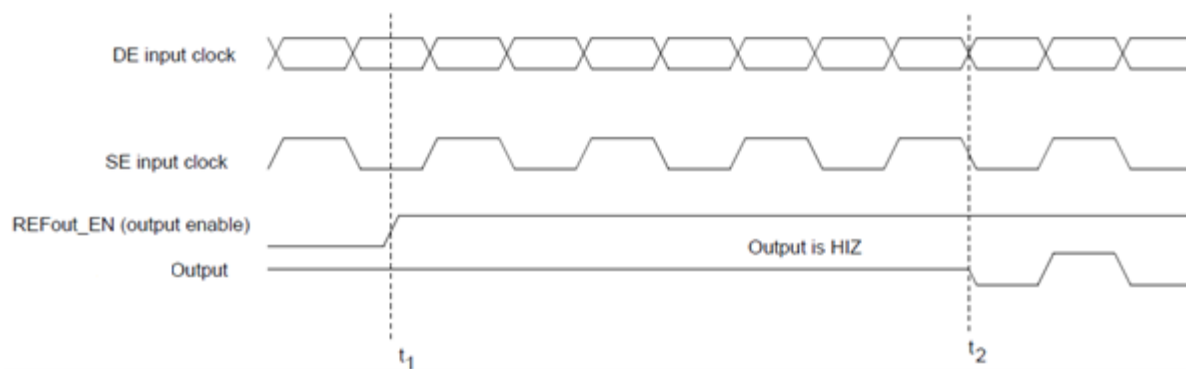 DE input clock
SE input clock
REFout_EN (output enable)
Output is HIZ
Output
t1
t2